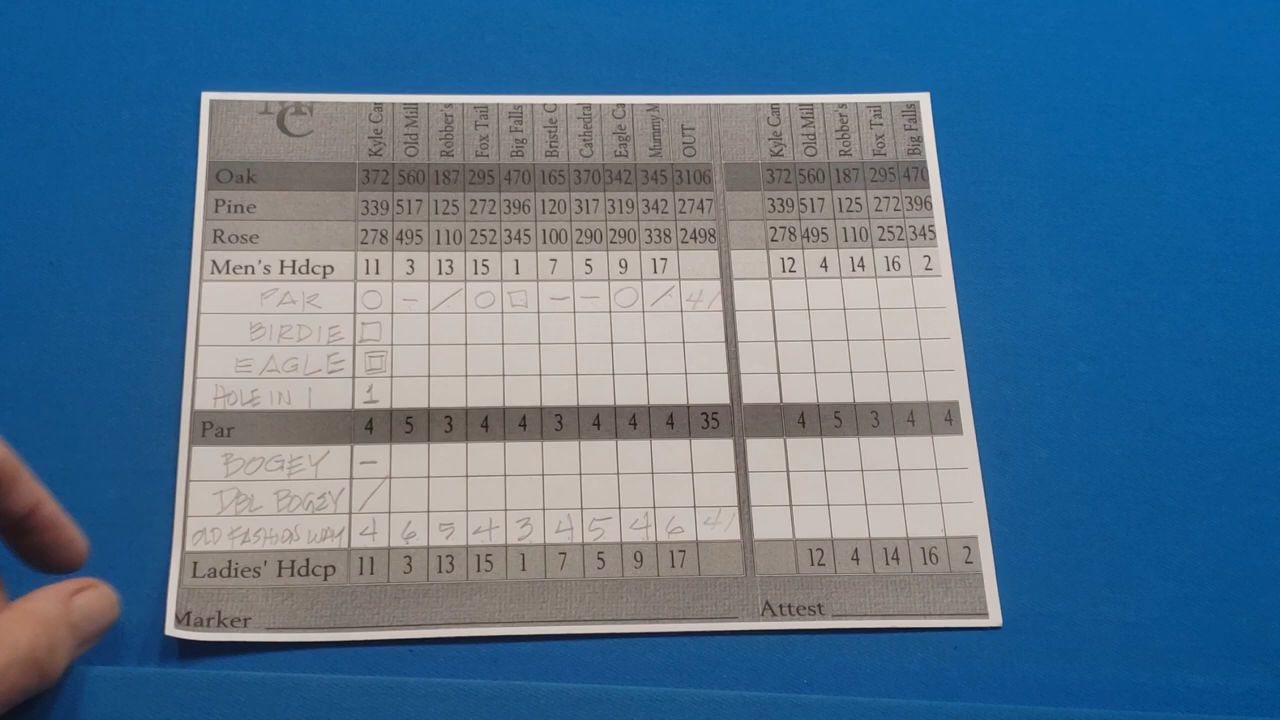 MC
Kyle Can Old Mill Robber's Fox Tail Big Falls Bristle C Cathedral Eagle Ca Mummy M OUT Kyle Can Old Mill Robber's Fox Tail Big Falls
Oak 372 560 187 295 470 165 370 342 345 3106 372 560 187 295 470
Pine 339 517 125 272 396 120 317 319 342 2747 339 517 125 272 396
Rose 278 495 110 252 345 100 290 290 338 2498 278 495 110 252 345
Men's Hdcp 11 3 13 15 1 7 5 9 17 12 4 14 16 2
PAR ○ – / ○ □ – – ○ / 41
BIRDIE □
EAGLE
HOLE IN 1 1
Par 4 5 3 4 4 3 4 4 4 35 4 5 3 4 4
BOGEY –
DBL BOGEY /
OLD FASHION WAY 4 6 5 4 3 4 5 4 6 41
Ladies' Hdcp 11 3 13 15 1 7 5 9 17 12 4 14 16 2
Marker Attest